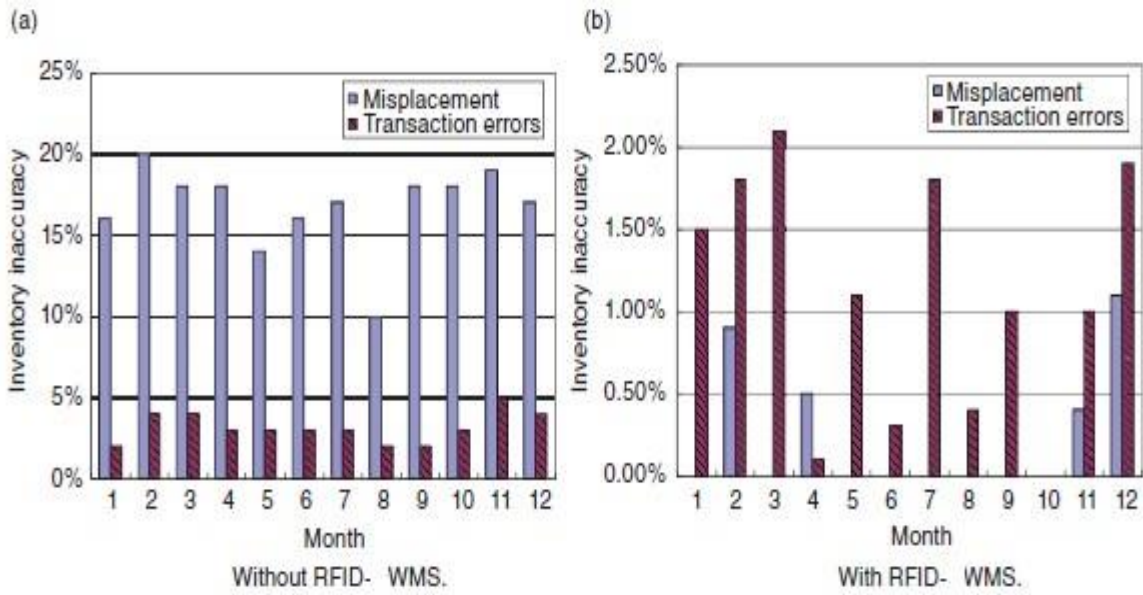 (a)
25%
20%
15%
10%
5%
0%
Inventory inaccuracy
Misplacement
Transaction errors
1 2 3 4 5 6 7 8 9 10 11 12
Month
Without RFID- WMS.
(b)
2.50%
2.00%
1.50%
1.00%
0.50%
0.00%
Inventory inaccuracy
Misplacement
Transaction errors
1 2 3 4 5 6 7 8 9 10 11 12
Month
With RFID- WMS.